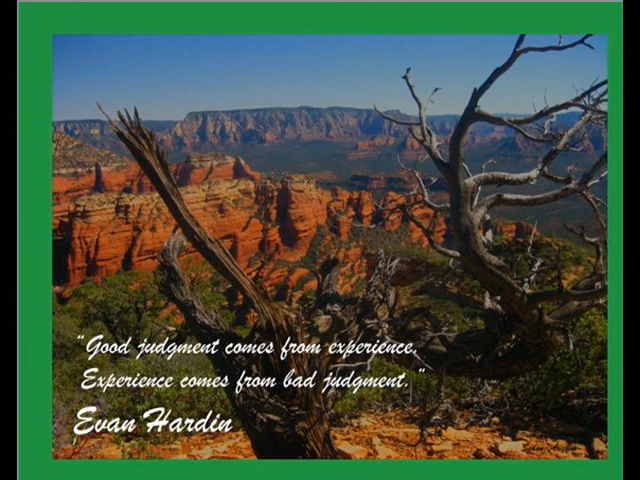 “Good judgment comes from experience.
Experience comes from bad judgment.”
Evan Hardin